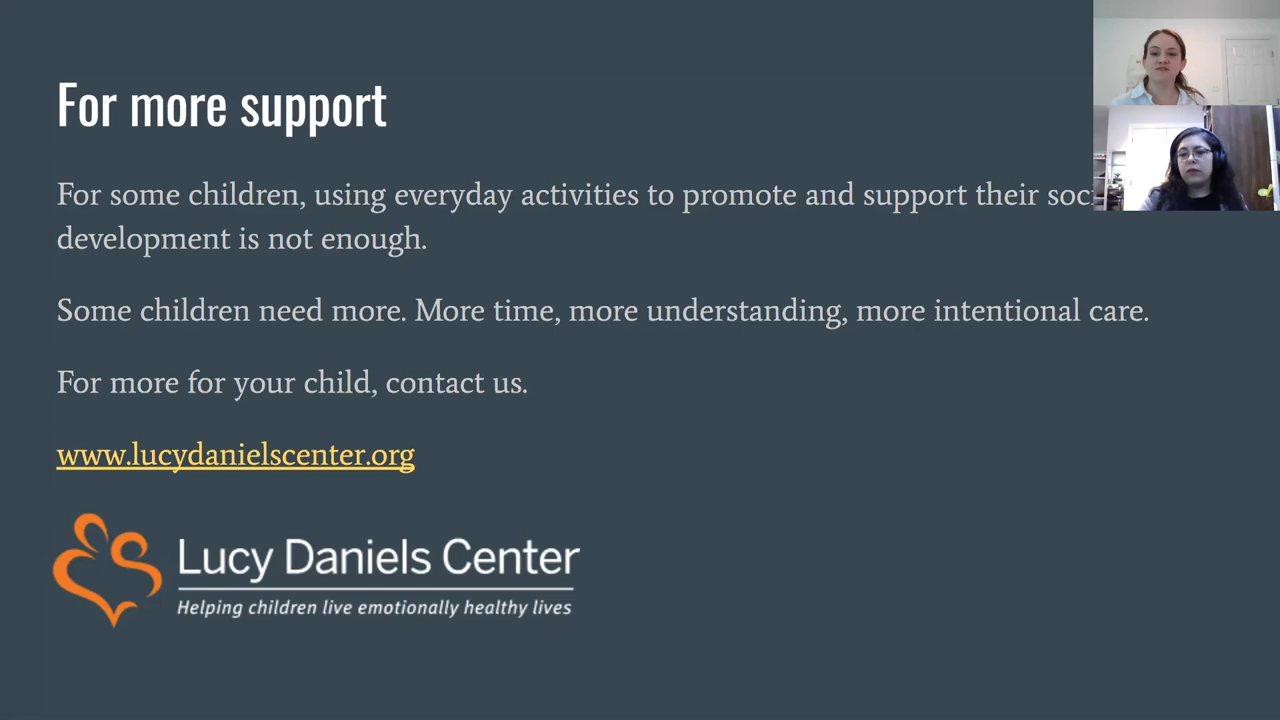 For more support
For some children, using everyday activities to promote and support their
development is not enough.
Some children need more. More time, more understanding, more intentional care.
For more for your child, contact us.
www.lucydanielscenter.org
Lucy Daniels Center
Helping children live emotionally healthy lives